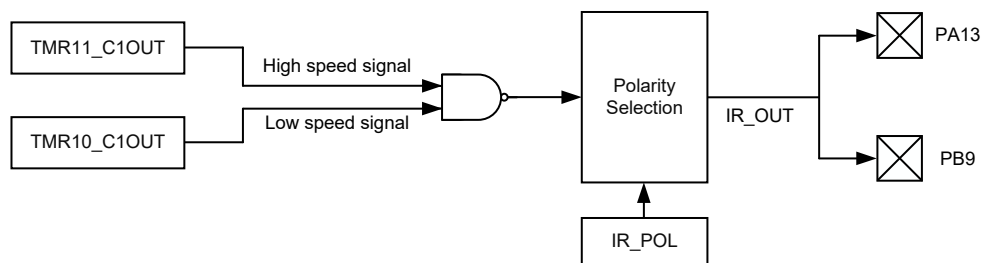 TMR11_C1OUT
High speed signal
Low speed signal
TMR10_C1OUT
Polarity
Selection
IR_OUT
PA13
PB9
IR_POL